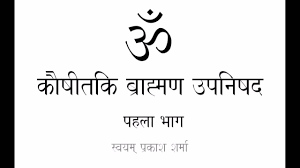 ॐ
कौषीतकि ब्राह्मण उपनिषद
पहला भाग
स्वयम् प्रकाश शर्मा